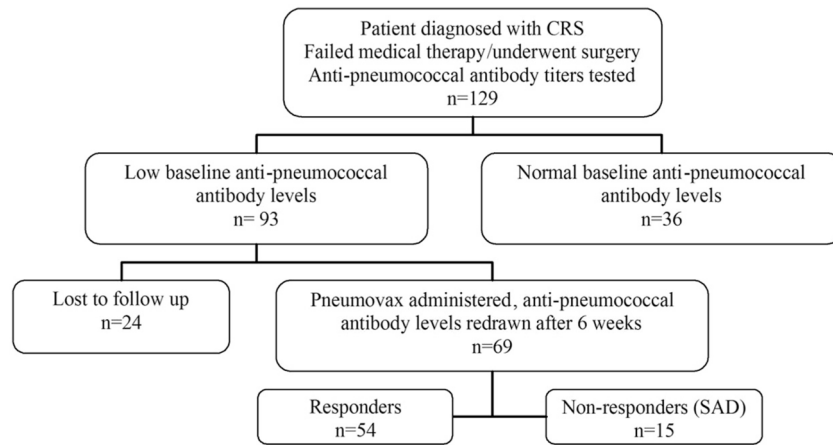 Patient diagnosed with CRS
Failed medical therapy/underwent surgery
Anti-pneumococcal antibody titers tested
n=129
Low baseline anti-pneumococcal
antibody levels
n= 93
Normal baseline anti-pneumococcal
antibody levels
n=36
Lost to follow up
n=24
Pneumovax administered, anti-pneumococcal
antibody levels redrawn after 6 weeks
n=69
Responders
n=54
Non-responders (SAD)
n=15